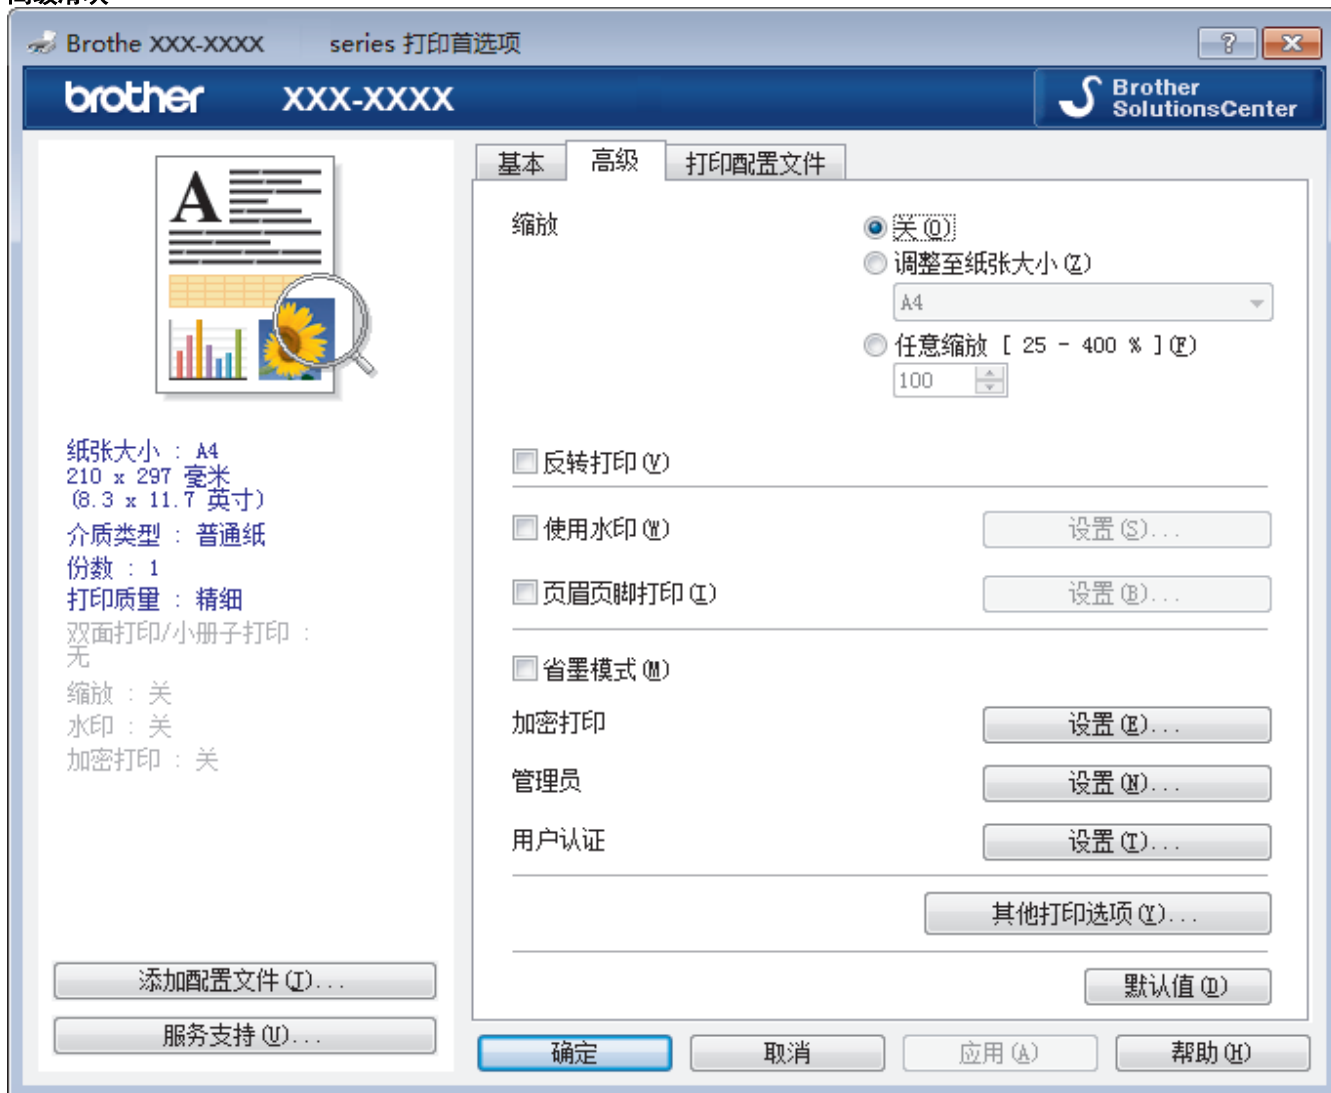 Brothe XXX-XXXX series 打印首选项
brother XXX-XXXX
Brother
SolutionsCenter
基本 高级 打印配置文件
缩放
关(O)
调整至纸张大小(Z)
A4
任意缩放 [ 25 - 400 % ](F)
100
反转打印(V)
使用水印(W) 设置(S)...
页眉页脚打印(I) 设置(B)...
省墨模式(M)
加密打印 设置(E)...
管理员 设置(N)...
用户认证 设置(T)...
其他打印选项(Y)...
默认值(D)
A
纸张大小 : A4
210 x 297 毫米
(8.3 x 11.7 英寸)
介质类型 : 普通纸
份数 : 1
打印质量 : 精细
双面打印/小册子打印 :
无
缩放 : 关
水印 : 关
加密打印 : 关
添加配置文件(J)...
服务支持(U)...
确定 取消 应用(A) 帮助(H)